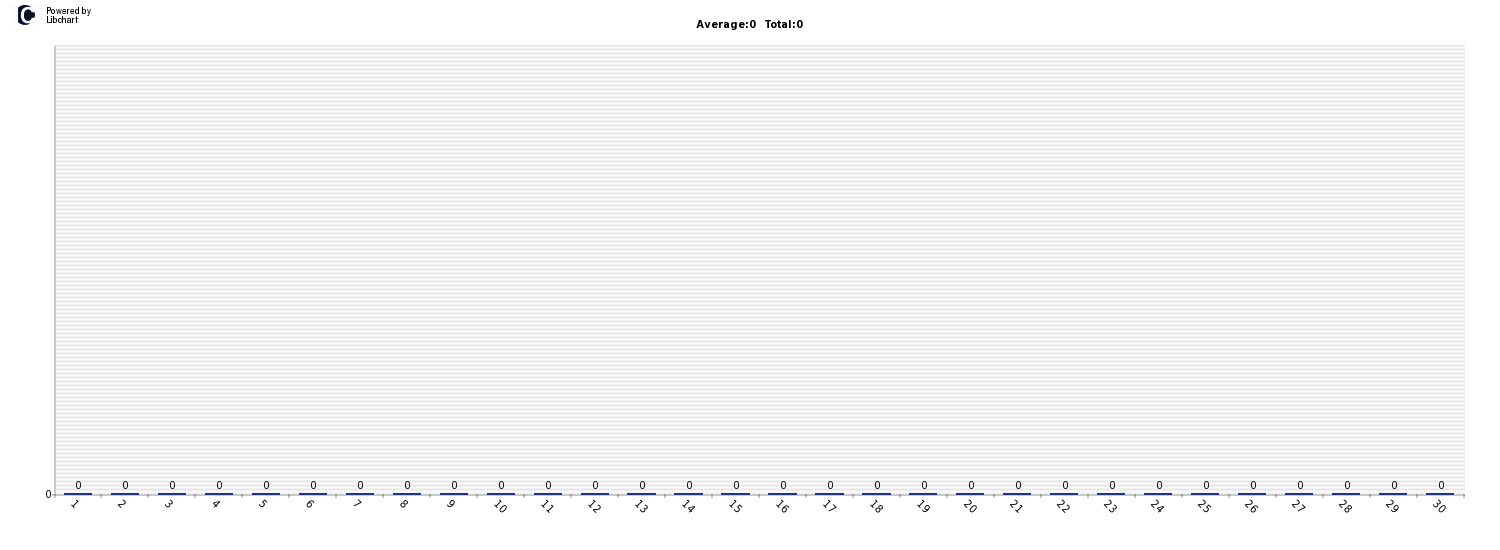 Powered by
Libchart
Average:0 Total:0
0 0 0 0 0 0 0 0 0 0 0 0 0 0 0 0 0 0 0 0 0 0 0 0 0 0 0 0 0 0
0
1 2 3 4 5 6 7 8 9 10 11 12 13 14 15 16 17 18 19 20 21 22 23 24 25 26 27 28 29 30